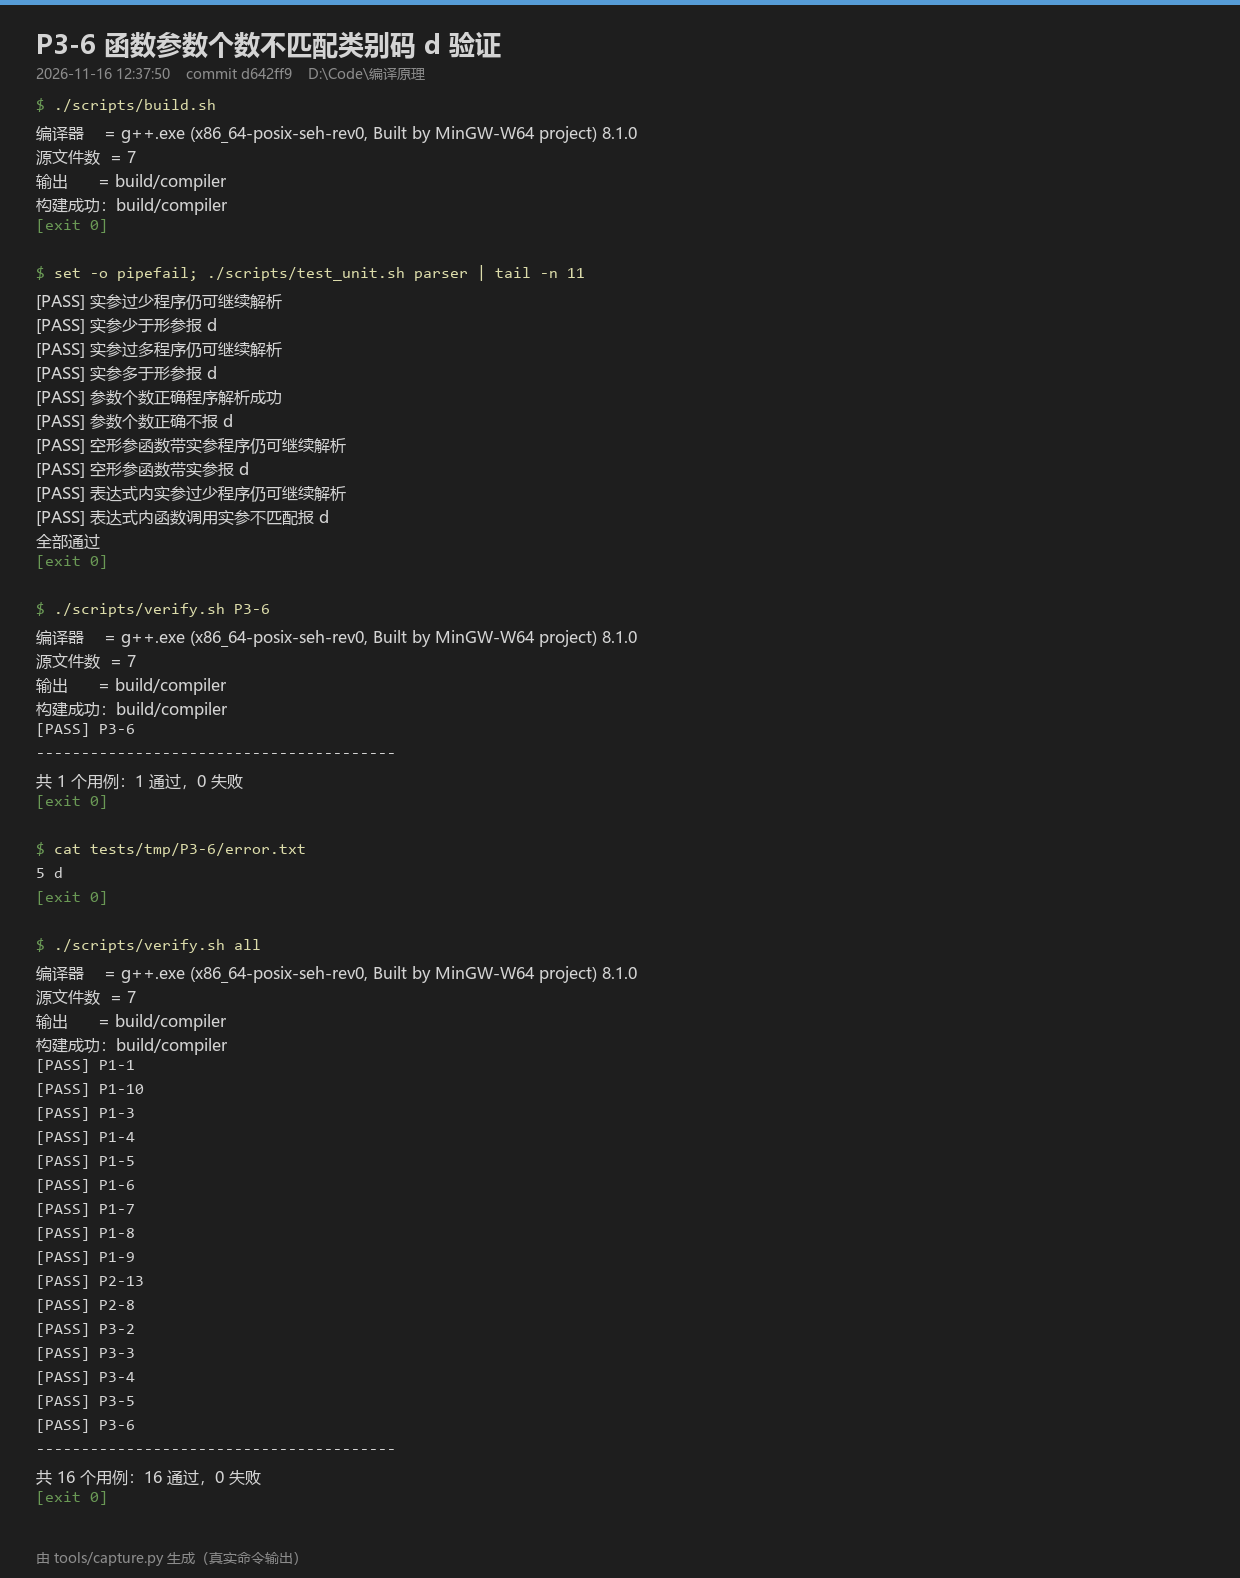 P3-6 函数参数个数不匹配类别码 d 验证
2026-11-16 12:37:50 commit d642ff9 D:\Code\编译原理
$ ./scripts/build.sh
编译器 = g++.exe (x86_64-posix-seh-rev0, Built by MinGW-W64 project) 8.1.0
源文件数 = 7
输出 = build/compiler
构建成功：build/compiler
[exit 0]
$ set -o pipefail; ./scripts/test_unit.sh parser | tail -n 11
[PASS] 实参过少程序仍可继续解析
[PASS] 实参少于形参报 d
[PASS] 实参过多程序仍可继续解析
[PASS] 实参多于形参报 d
[PASS] 参数个数正确程序解析成功
[PASS] 参数个数正确不报 d
[PASS] 空形参函数带实参程序仍可继续解析
[PASS] 空形参函数带实参报 d
[PASS] 表达式内实参过少程序仍可继续解析
[PASS] 表达式内函数调用实参不匹配报 d
全部通过
[exit 0]
$ ./scripts/verify.sh P3-6
编译器 = g++.exe (x86_64-posix-seh-rev0, Built by MinGW-W64 project) 8.1.0
源文件数 = 7
输出 = build/compiler
构建成功：build/compiler
[PASS] P3-6
----------------------------------------
共 1 个用例：1 通过，0 失败
[exit 0]
$ cat tests/tmp/P3-6/error.txt
5 d
[exit 0]
$ ./scripts/verify.sh all
编译器 = g++.exe (x86_64-posix-seh-rev0, Built by MinGW-W64 project) 8.1.0
源文件数 = 7
输出 = build/compiler
构建成功：build/compiler
[PASS] P1-1
[PASS] P1-10
[PASS] P1-3
[PASS] P1-4
[PASS] P1-5
[PASS] P1-6
[PASS] P1-7
[PASS] P1-8
[PASS] P1-9
[PASS] P2-13
[PASS] P2-8
[PASS] P3-2
[PASS] P3-3
[PASS] P3-4
[PASS] P3-5
[PASS] P3-6
----------------------------------------
共 16 个用例：16 通过，0 失败
[exit 0]
由 tools/capture.py 生成（真实命令输出）